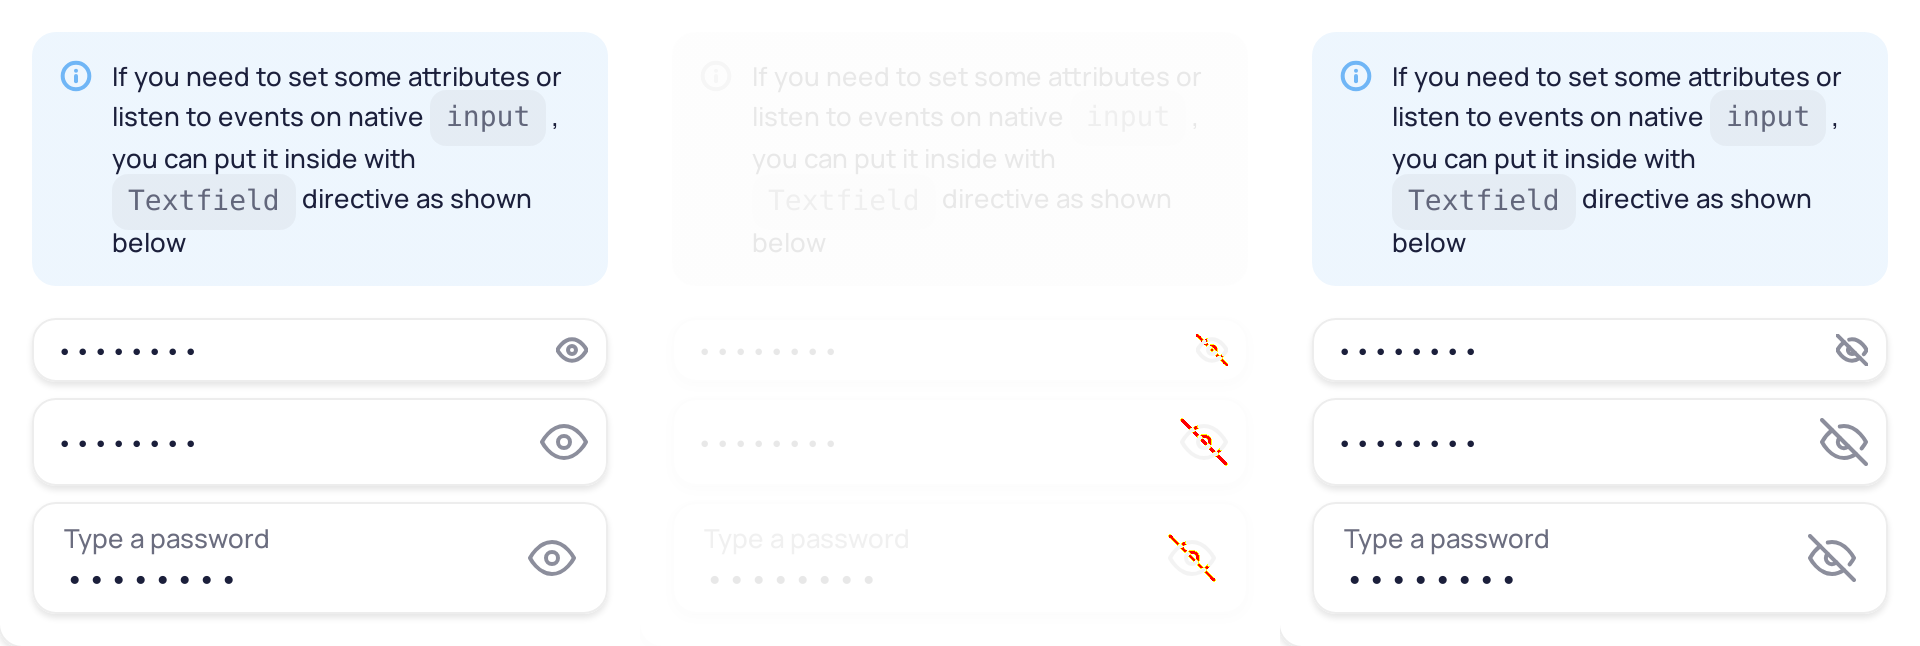 If you need to set some attributes or
listen to events on native input ,
you can put it inside with
Textfield directive as shown
below
••••••••
••••••••
Type a password
••••••••
If you need to set some attributes or
listen to events on native input ,
you can put it inside with
Textfield directive as shown
below
••••••••
••••••••
Type a password
••••••••
If you need to set some attributes or
listen to events on native input ,
you can put it inside with
Textfield directive as shown
below
••••••••
••••••••
Type a password
••••••••